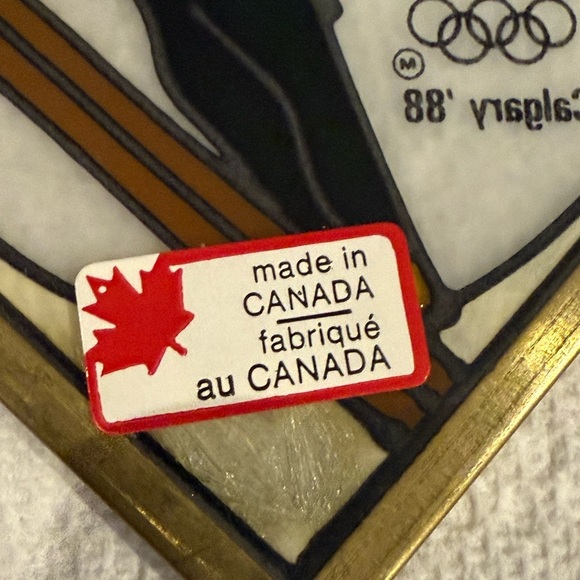 Ⓜ
Calgary '88
made in
CANADA
fabriqué
au CANADA